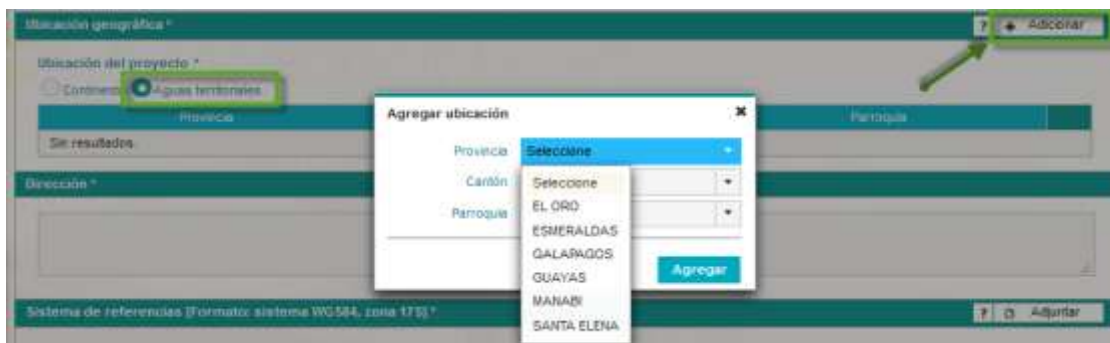 Ubicación geográfica * ? Adicionar
Ubicación del proyecto *
Continental Aguas territoriales
Provincia Parroquia
Sin resultados.
Dirección *
Agregar ubicación
Provincia Seleccione
Cantón
Parroquia
Seleccione
EL ORO
ESMERALDAS
GALAPAGOS
GUAYAS
MANABI
SANTA ELENA
Agregar
Sistema de referencias [Formato: sistema WGS84, zona 17S] * ? Adjuntar